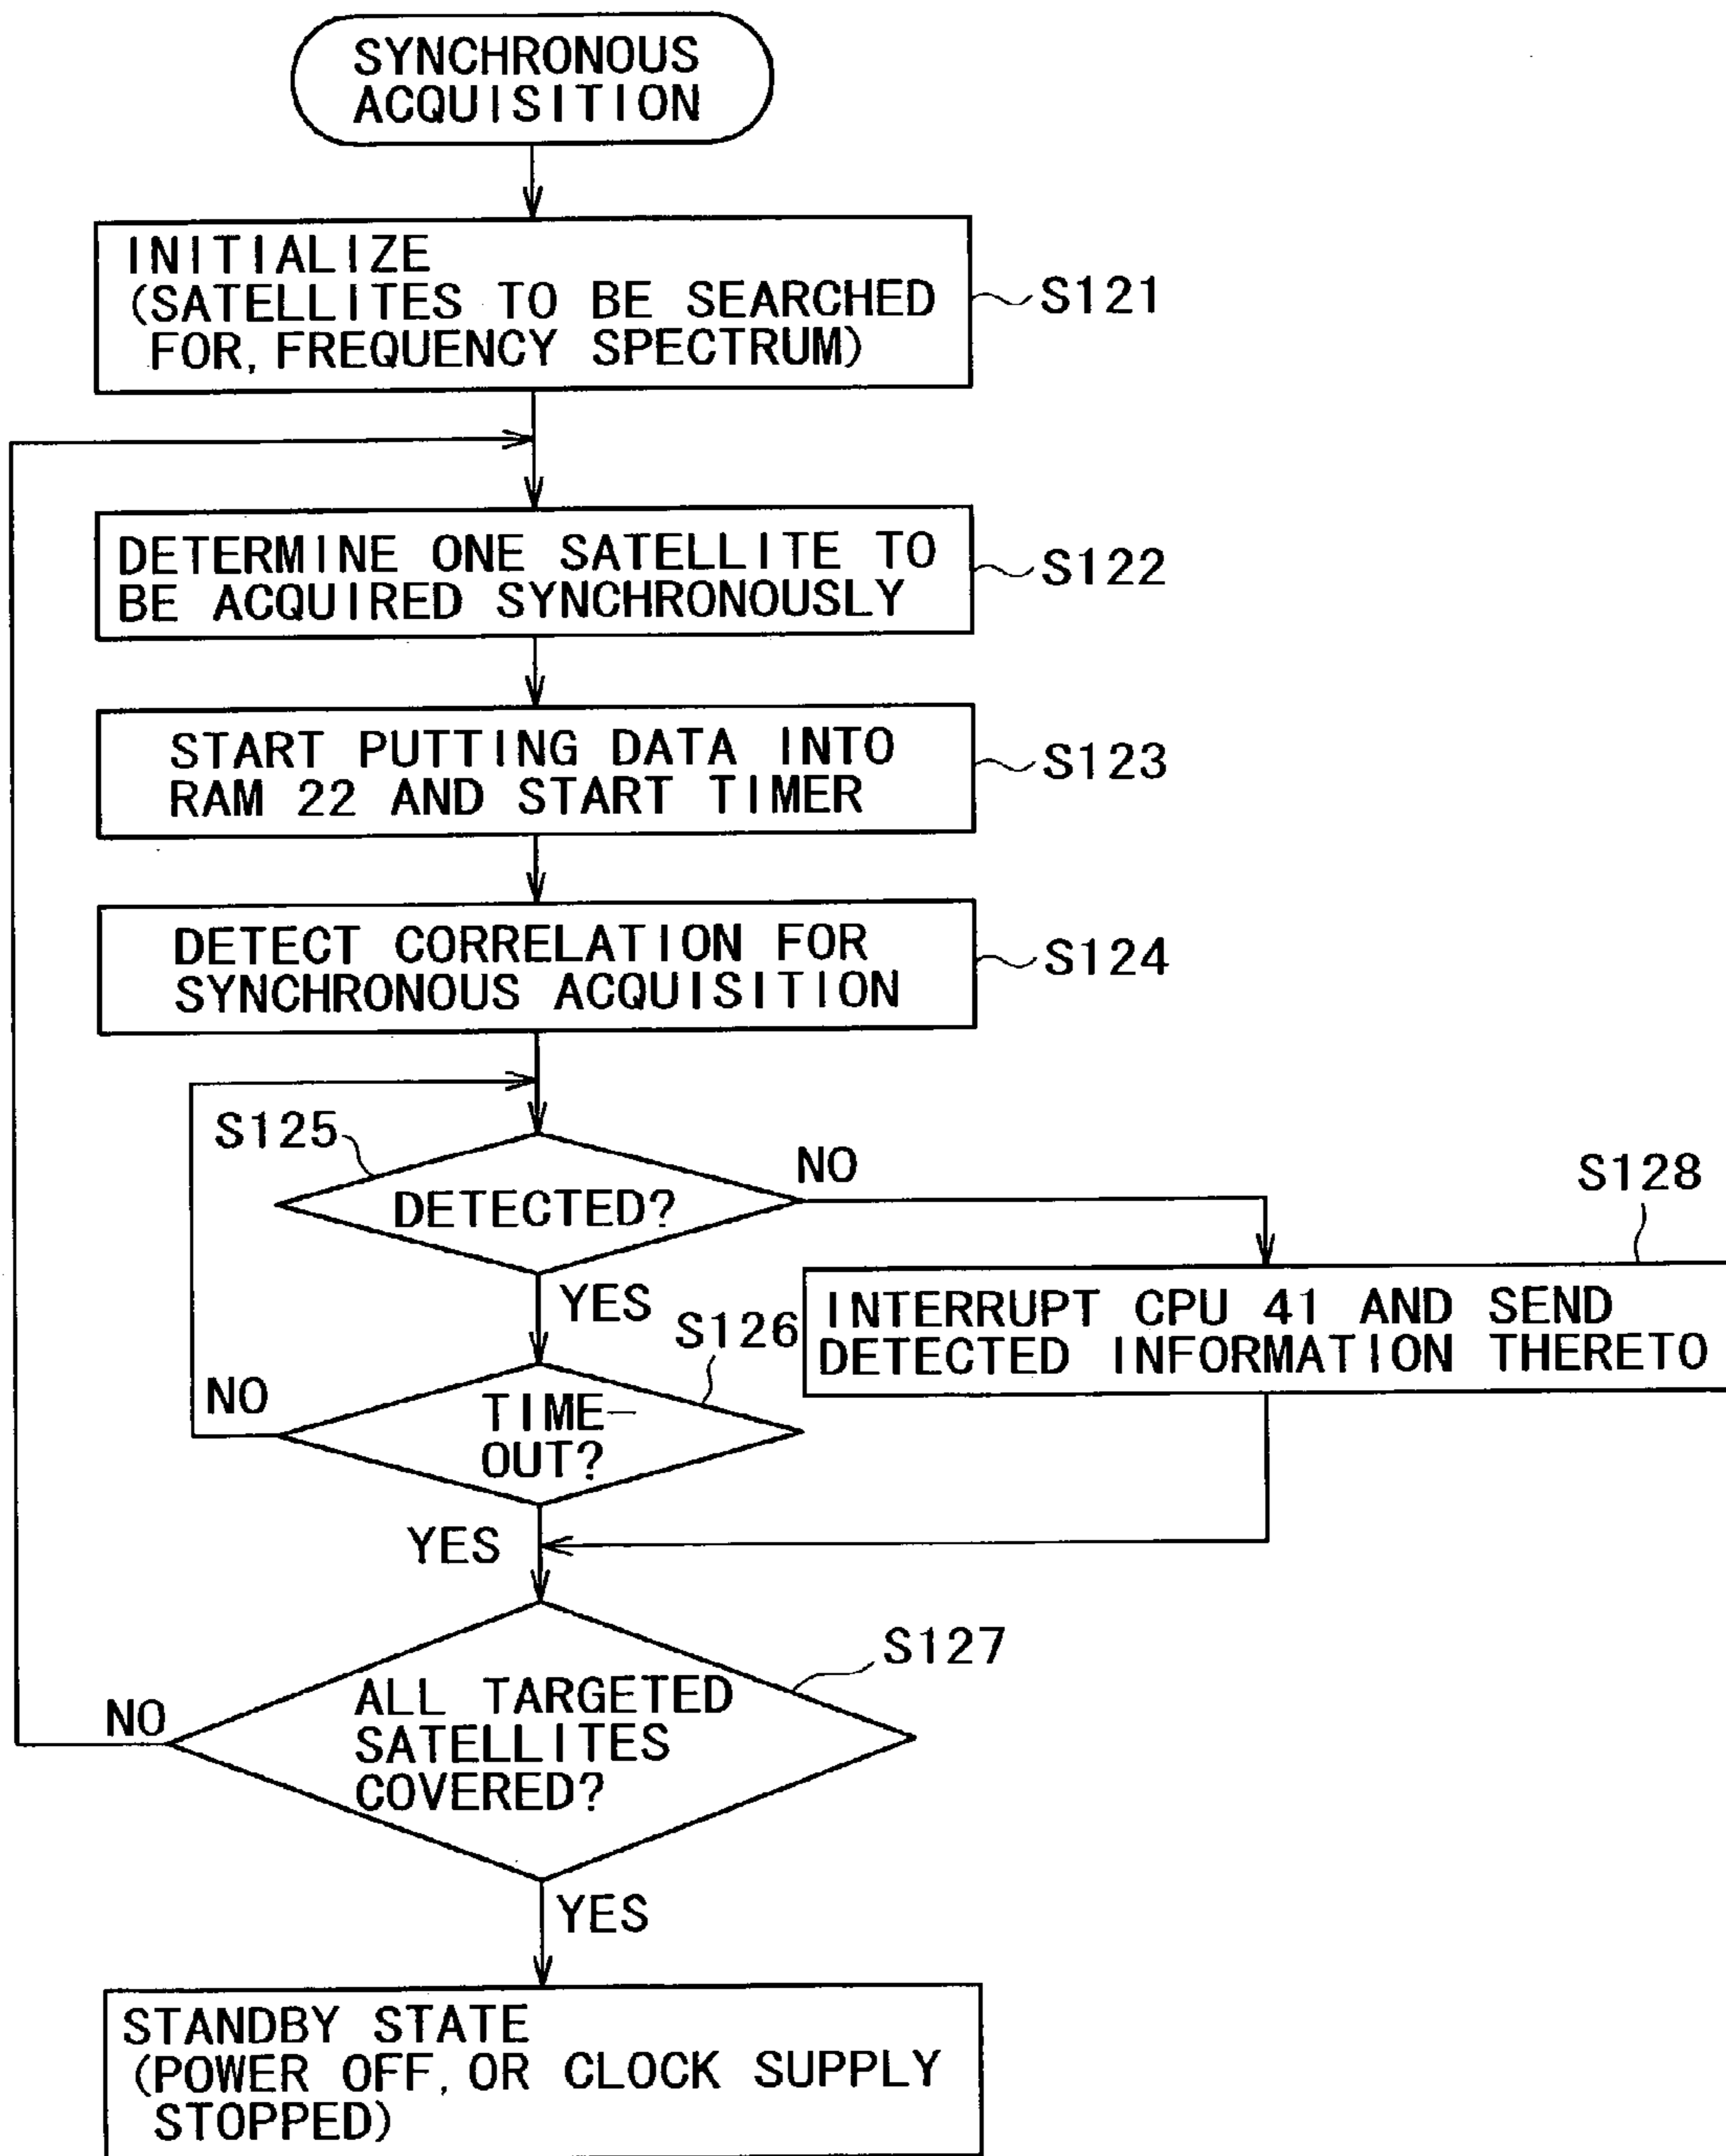 SYNCHRONOUS
ACQUISITION
INITIALIZE
(SATELLITES TO BE SEARCHED
FOR, FREQUENCY SPECTRUM)
S121
DETERMINE ONE SATELLITE TO
BE ACQUIRED SYNCHRONOUSLY
S122
START PUTTING DATA INTO
RAM 22 AND START TIMER
S123
DETECT CORRELATION FOR
SYNCHRONOUS ACQUISITION
S124
S125
DETECTED?
NO
YES
S128
INTERRUPT CPU 41 AND SEND
DETECTED INFORMATION THERETO
S126
TIME-
OUT?
NO
YES
S127
ALL TARGETED
SATELLITES
COVERED?
NO
YES
STANDBY STATE
(POWER OFF, OR CLOCK SUPPLY
STOPPED)